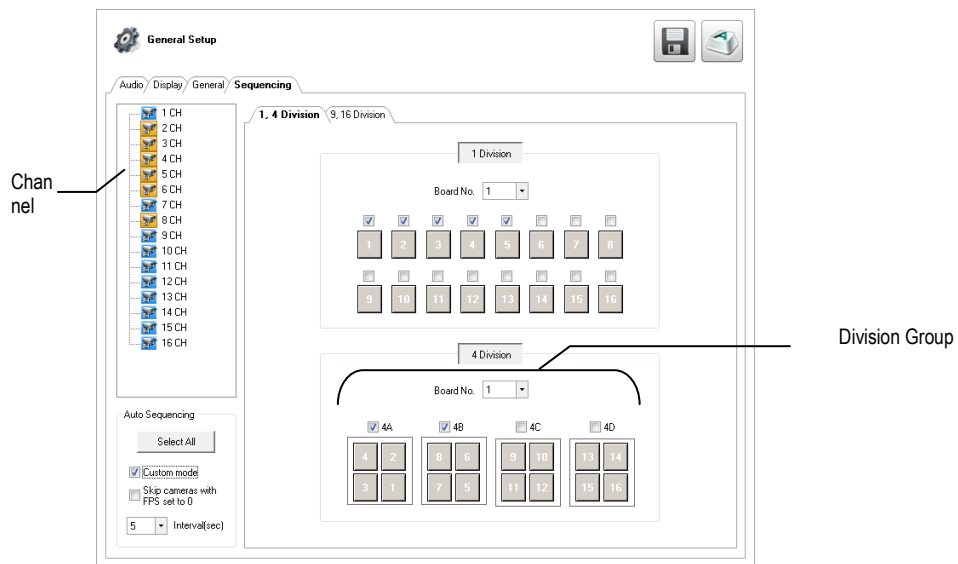 General Setup
Audio Display General Sequencing
1 CH
2 CH
3 CH
4 CH
5 CH
6 CH
7 CH
8 CH
9 CH
10 CH
11 CH
12 CH
13 CH
14 CH
15 CH
16 CH
Chan
nel
Auto Sequencing
Select All
Custom mode
Skip cameras with
FPS set to 0
5 Interval(sec)
1, 4 Division 9, 16 Division
1 Division
Board No. 1
1 2 3 4 5 6 7 8
9 10 11 12 13 14 15 16
4 Division
Board No. 1
4A 4B 4C 4D
4 2 8 6 9 10 13 14
3 1 7 5 11 12 15 16
Division Group